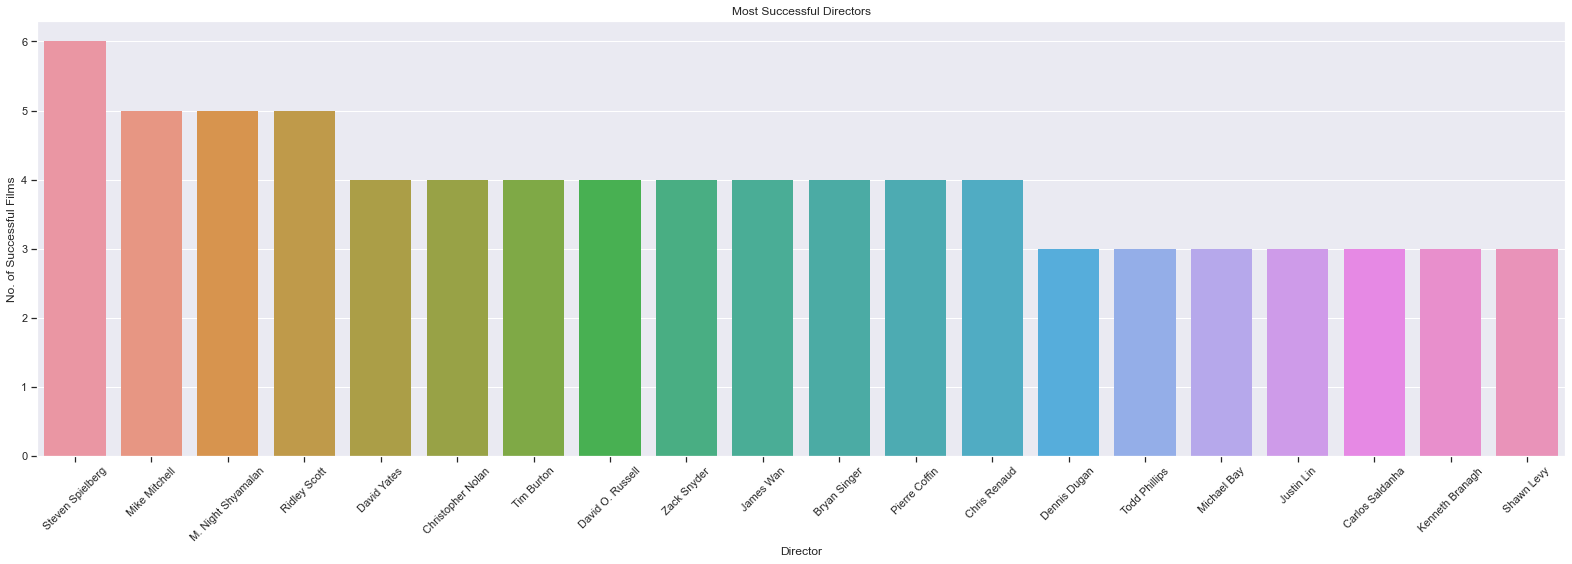 Most Successful Directors
No. of Successful Films
6
5
4
3
2
1
0
Steven Spielberg
Mike Mitchell
M. Night Shyamalan
Ridley Scott
David Yates
Christopher Nolan
Tim Burton
David O. Russell
Zack Snyder
James Wan
Bryan Singer
Pierre Coffin
Chris Renaud
Dennis Dugan
Todd Phillips
Michael Bay
Justin Lin
Carlos Saldanha
Kenneth Branagh
Shawn Levy
Director